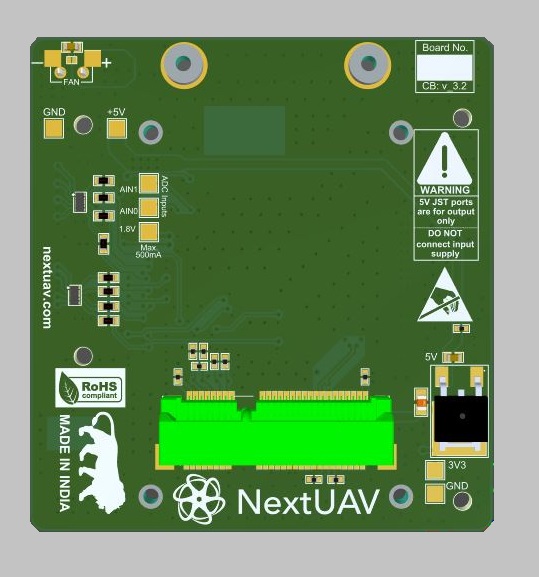 Board No.
CB: v_3.2
− +
FAN
GND
+5V
ADC Inputs
AIN1
AIN0
1.8V
Max.
500mA
WARNING
5V JST ports
are for output
only
DO NOT
connect input
supply
nextuav.com
5V
RoHS
compliant
MADE IN INDIA
3V3
GND
NextUAV